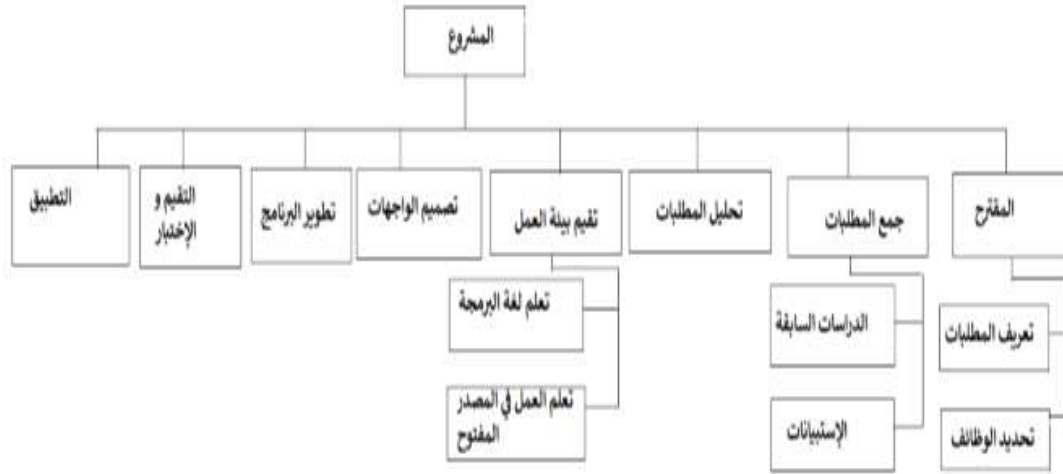 المشروع
المقترح
جمع المطلبات
تحليل المطلبات
تقيم بيئة العمل
تصميم الواجهات
تطوير البرنامج
التقيم و
الإختبار
التطبيق
تعريف المطلبات
تحديد الوظائف
الدراسات السابقة
الإستبيانات
تعلم لغة البرمجة
تعلم العمل في المصدر
المفتوح